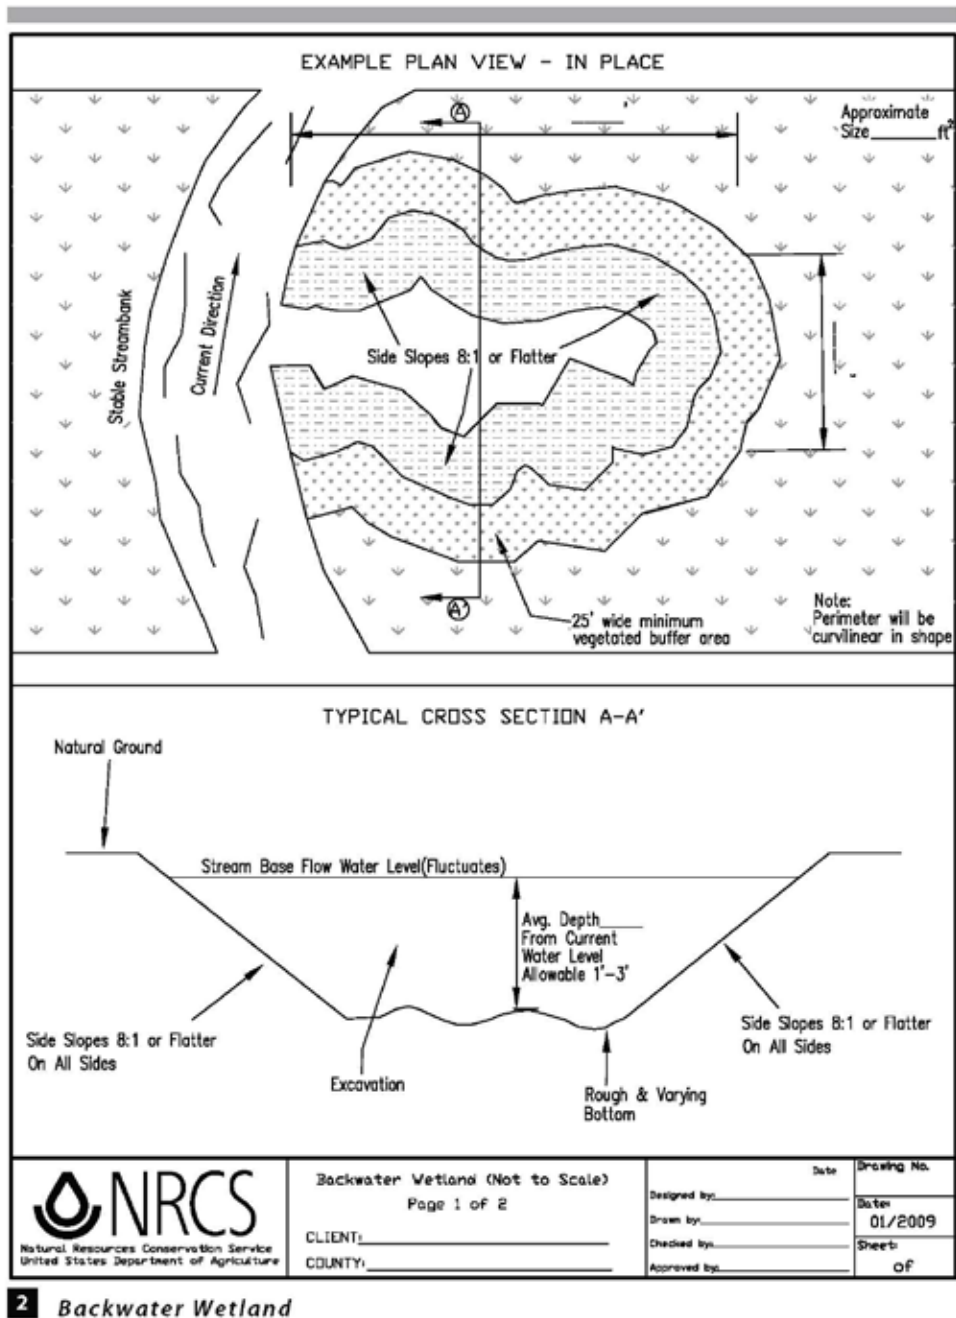 EXAMPLE PLAN VIEW - IN PLACE
A
'
Approximate
Size ft²
Stable Streambank
Current Direction
Side Slopes 8:1 or Flatter
'
A'
25' wide minimum
vegetated buffer area
Note:
Perimeter will be
curvilinear in shape
TYPICAL CROSS SECTION A-A'
Natural Ground
Stream Base Flow Water Level(Fluctuates)
Avg. Depth
From Current
Water Level
Allowable 1'-3'
Side Slopes 8:1 or Flatter
On All Sides
Side Slopes 8:1 or Flatter
On All Sides
Excavation
Rough & Varying
Bottom
NRCS
Natural Resources Conservation Service
United States Department of Agriculture
Backwater Wetland (Not to Scale)
Page 1 of 2
CLIENT:
COUNTY:
Date
Designed by:
Drawn by:
Checked by:
Approved by:
Drawing No.
Date:
01/2009
Sheet:
of
2 Backwater Wetland